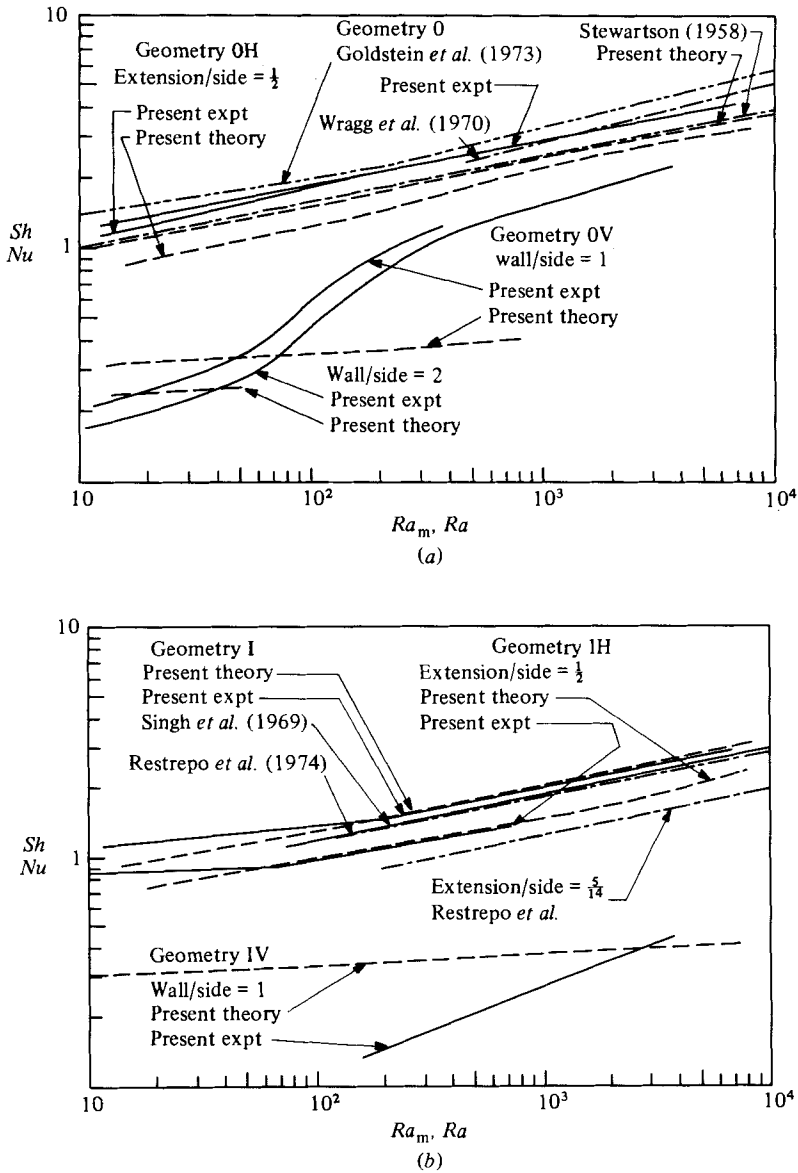 10
Geometry 0H
Extension/side = 1/2
Present expt
Present theory
Geometry 0
Goldstein et al. (1973)
Present expt
Wragg et al. (1970)
Stewartson (1958)
Present theory
Sh
Nu
1
Geometry 0V
wall/side = 1
Present expt
Present theory
Wall/side = 2
Present expt
Present theory
10
10²
10³
10⁴
Ra_m, Ra
(a)
10
Geometry I
Present theory
Present expt
Singh et al. (1969)
Restrepo et al. (1974)
Geometry 1H
Extension/side = 1/2
Present theory
Present expt
Sh
Nu
1
Extension/side = 5/14
Restrepo et al.
Geometry IV
Wall/side = 1
Present theory
Present expt
10
10²
10³
10⁴
Ra_m, Ra
(b)